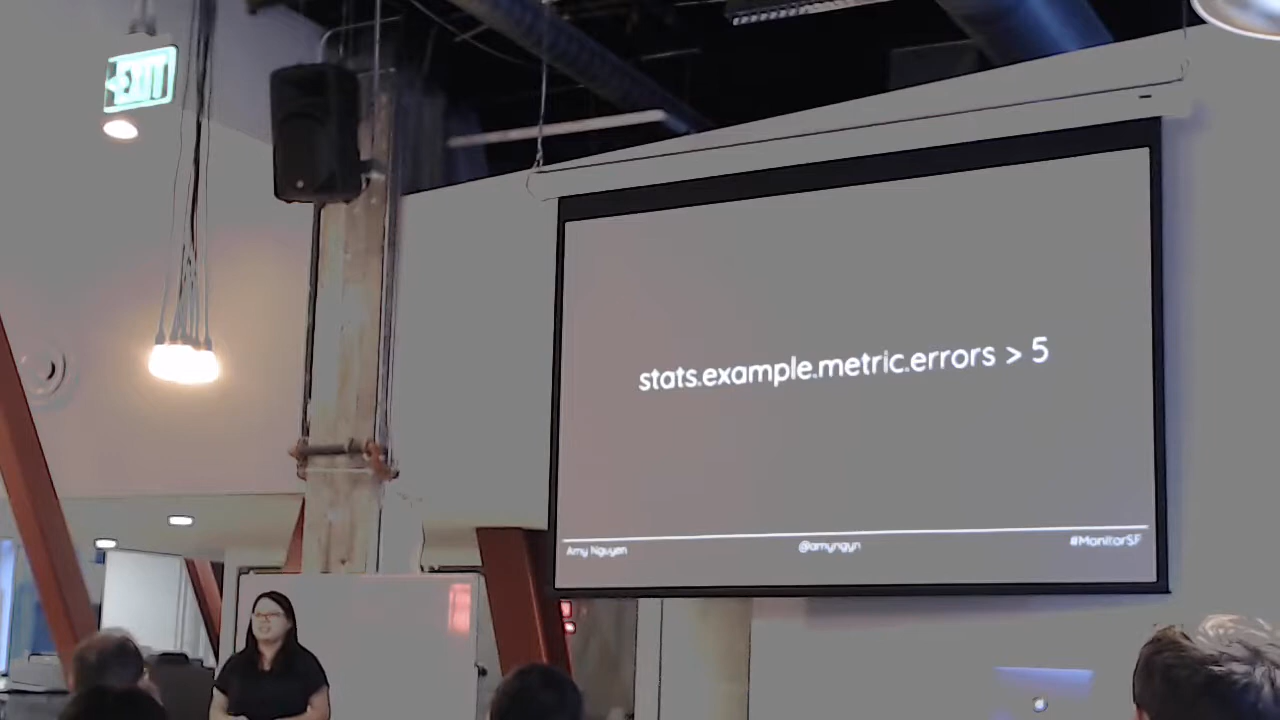 EXIT
stats.example.metric.errors > 5
Amy Nguyen
@amyngyn
#MonitorSF